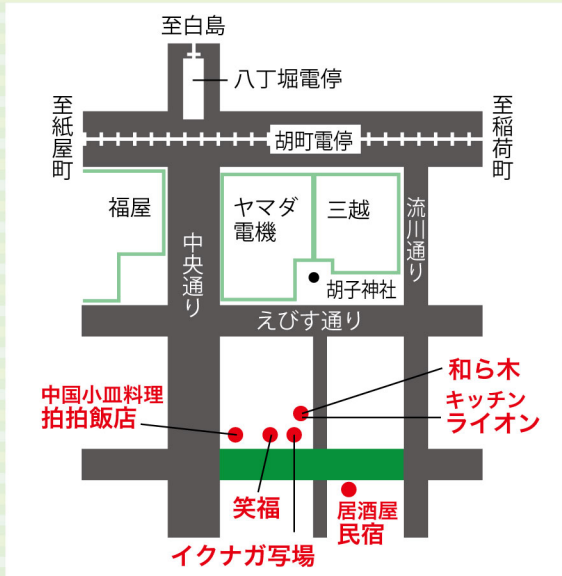 至白島
八丁堀電停
至紙屋町
胡町電停
至稲荷町
福屋
ヤマダ
電機
三越
流川通り
中央通り
胡子神社
えびす通り
和ら木
中国小皿料理
拍拍飯店
キッチン
ライオン
笑福
居酒屋
民宿
イクナガ写場